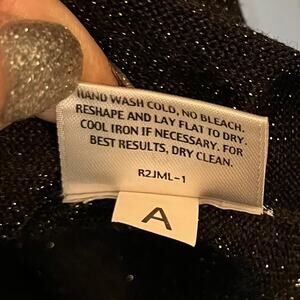 HAND WASH COLD, NO BLEACH.
RESHAPE AND LAY FLAT TO DRY.
COOL IRON IF NECESSARY. FOR
BEST RESULTS, DRY CLEAN.
R2JML-1
A